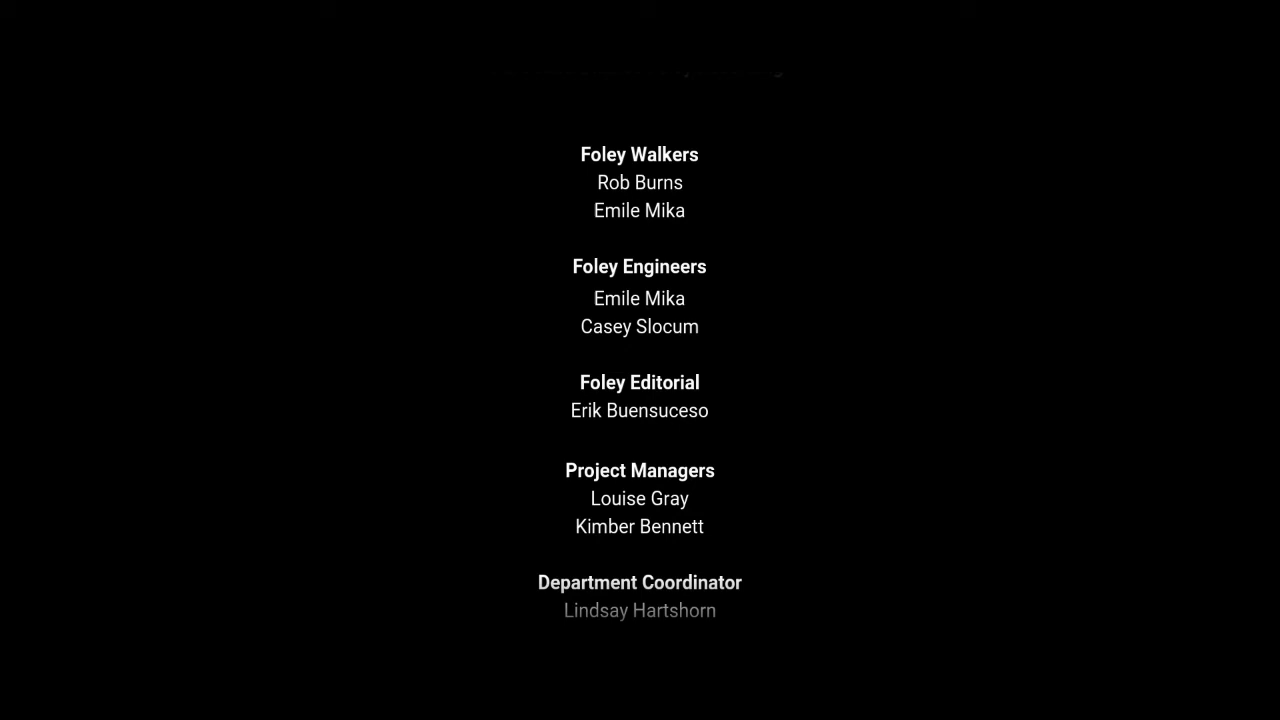 Foley Walkers
Rob Burns
Emile Mika
Foley Engineers
Emile Mika
Casey Slocum
Foley Editorial
Erik Buensuceso
Project Managers
Louise Gray
Kimber Bennett
Department Coordinator
Lindsay Hartshorn